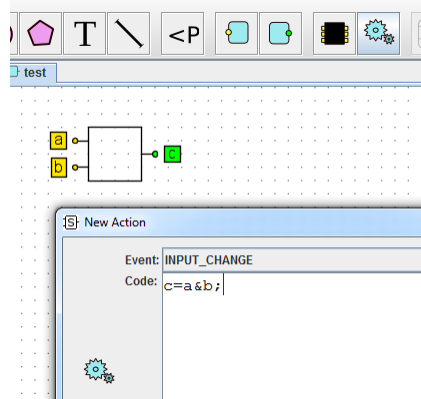 T <P
test
a
b
c
S New Action
Event: INPUT_CHANGE
Code: c=a&b;